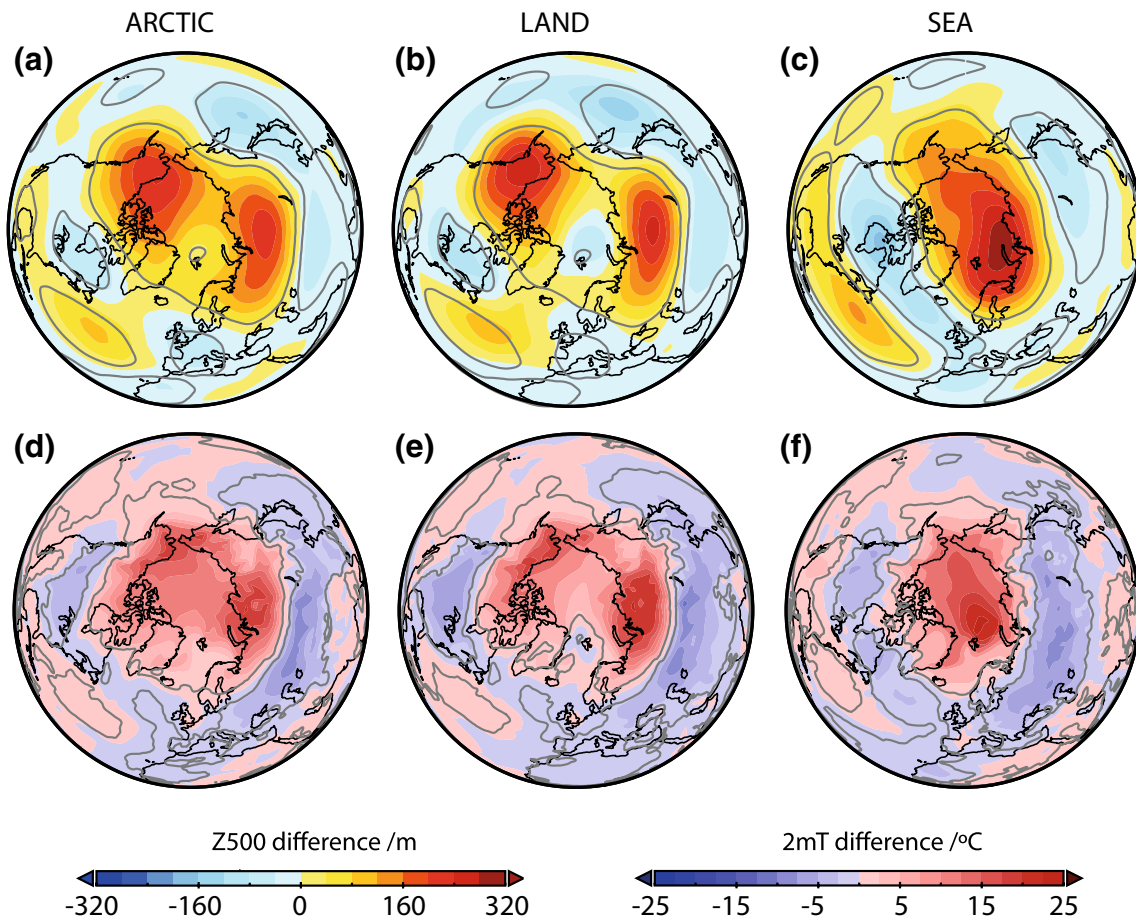 ARCTIC LAND SEA
(a) (b) (c)
(d) (e) (f)
Z500 difference /m 2mT difference /ºC
-320 -160 0 160 320 -25 -15 -5 5 15 25